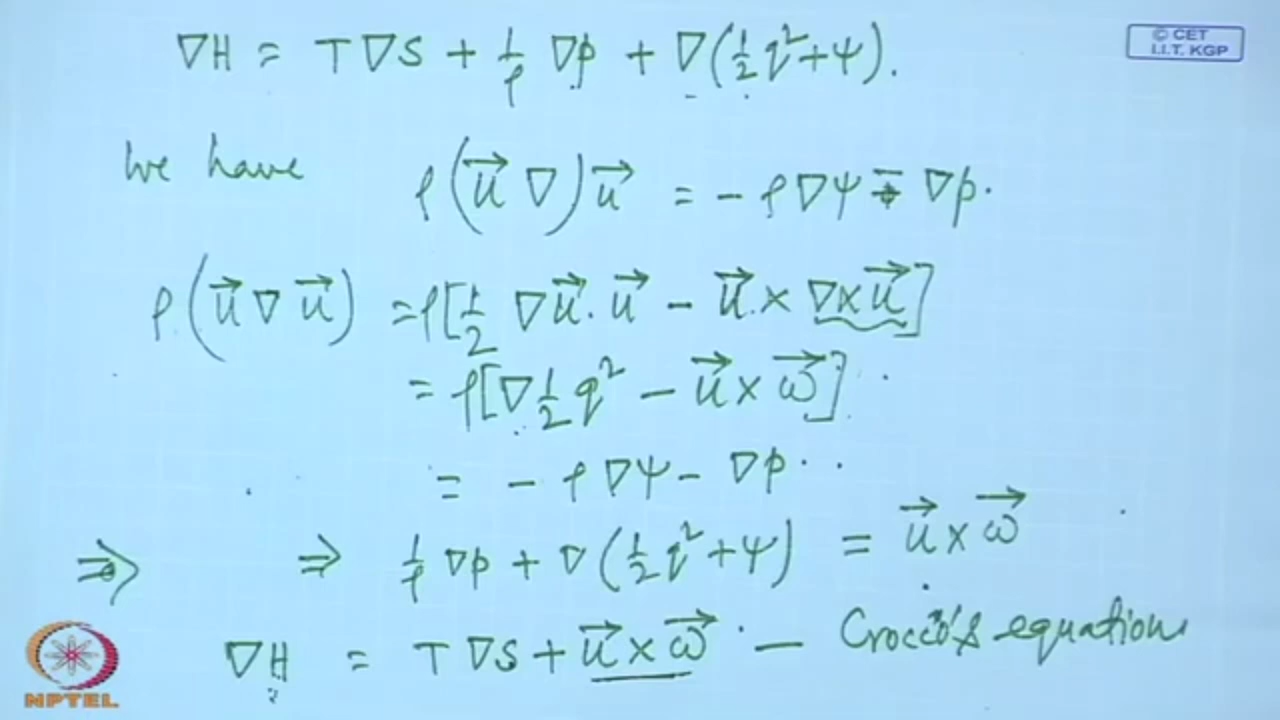 ∇H = T∇S + 1/ρ ∇p + ∇(1/2 q² + ψ).
© CET
I.I.T. KGP
We have ρ(u⃗ ∇)u⃗ = - ρ∇ψ - ∇p.
ρ(u⃗ ∇ u⃗) = ρ[1/2 ∇u⃗. u⃗ - u⃗ × ∇×u⃗]
= ρ[∇ 1/2 q² - u⃗ × ω⃗].
= - ρ∇ψ - ∇p.
⇒ ⇒ 1/ρ ∇p + ∇(1/2 q² + ψ) = u⃗ × ω⃗
∇H = T∇S + u⃗ × ω⃗ . — Crocco's equation
NPTEL